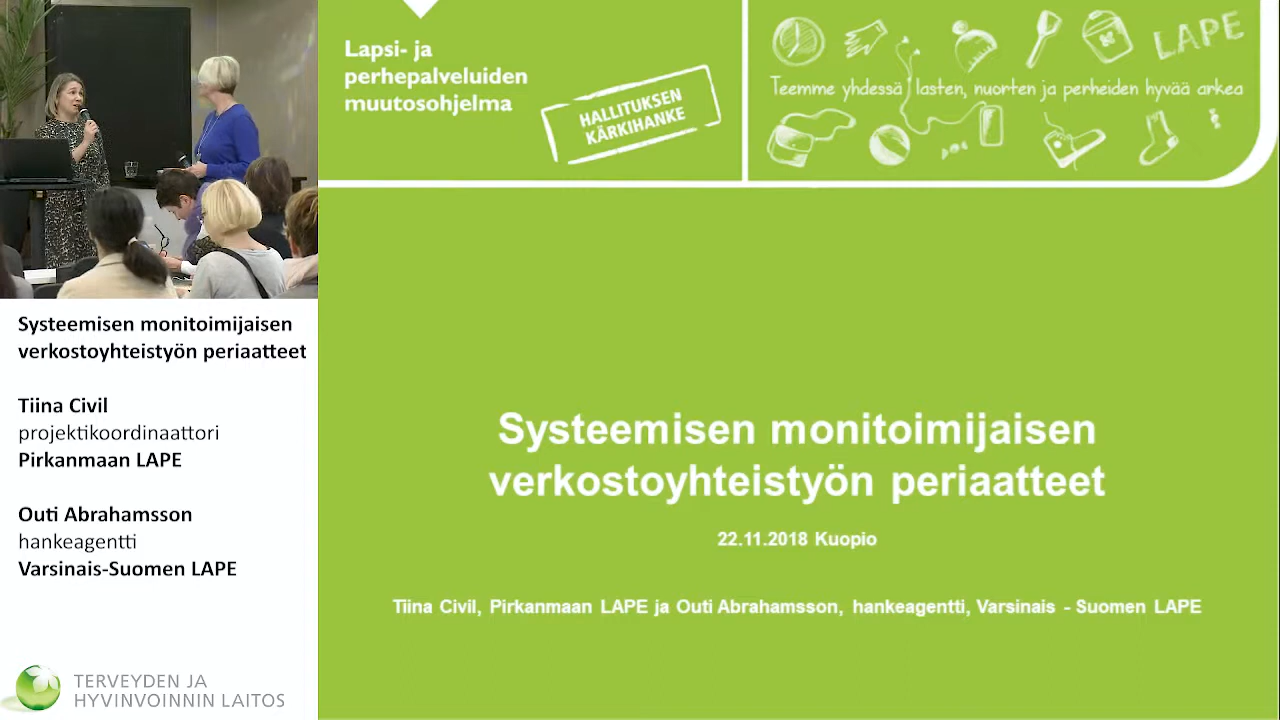 Systeemisen monitoimijaisen
verkostoyhteistyön periaatteet
Tiina Civil
projektikoordinaattori
Pirkanmaan LAPE
Outi Abrahamsson
hankeagentti
Varsinais-Suomen LAPE
TERVEYDEN JA
HYVINVOINNIN LAITOS
Lapsi- ja
perhepalveluiden
muutosohjelma
HALLITUKSEN
KÄRKIHANKE
LAPE
Teemme yhdessä lasten, nuorten ja perheiden hyvää arkea
Systeemisen monitoimijaisen
verkostoyhteistyön periaatteet
22.11.2018 Kuopio
Tiina Civil, Pirkanmaan LAPE ja Outi Abrahamsson, hankeagentti, Varsinais - Suomen LAPE